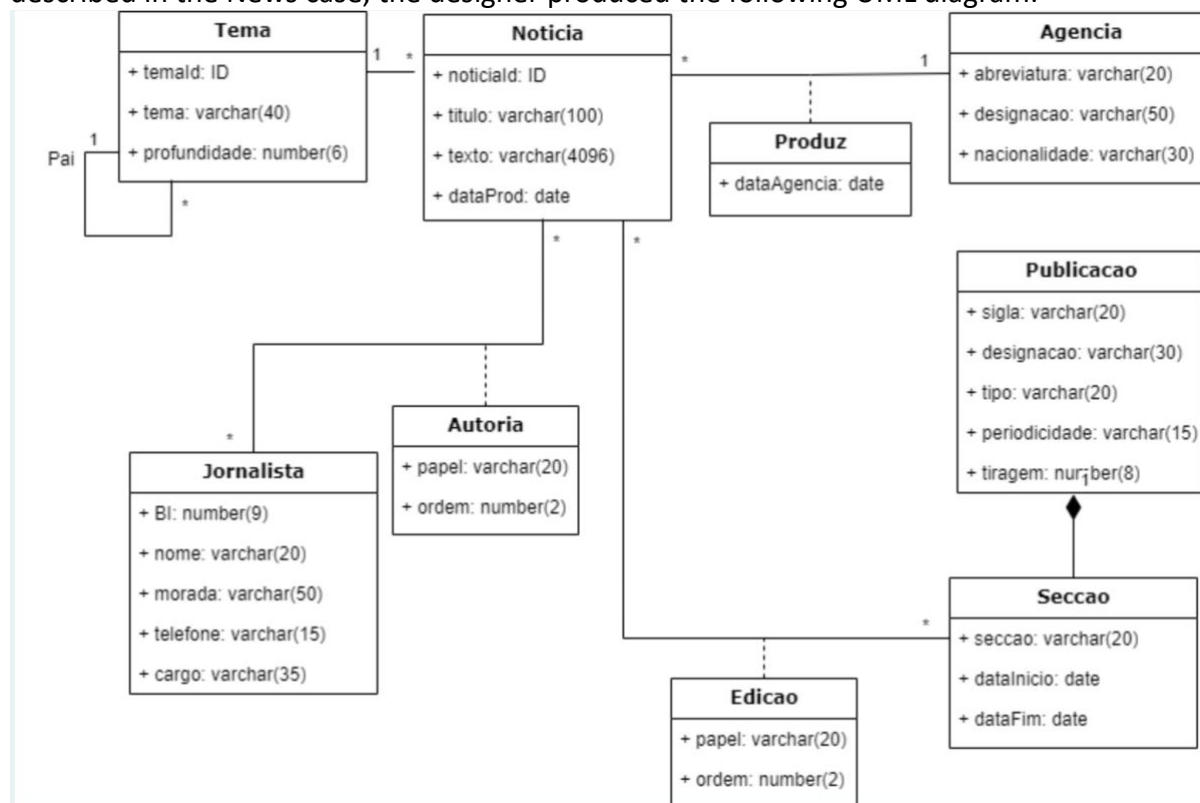 described in the News case, the designer produced the following UML diagram:
Tema
+ temaId: ID
+ tema: varchar(40)
+ profundidade: number(6)
1
*
Pai
1
*
Noticia
+ noticiaId: ID
+ titulo: varchar(100)
+ texto: varchar(4096)
+ dataProd: date
*
1
Agencia
+ abreviatura: varchar(20)
+ designacao: varchar(50)
+ nacionalidade: varchar(30)
Produz
+ dataAgencia: date
*
*
Publicacao
+ sigla: varchar(20)
+ designacao: varchar(30)
+ tipo: varchar(20)
+ periodicidade: varchar(15)
+ tiragem: number(8)
Autoria
+ papel: varchar(20)
+ ordem: number(2)
*
Jornalista
+ BI: number(9)
+ nome: varchar(20)
+ morada: varchar(50)
+ telefone: varchar(15)
+ cargo: varchar(35)
Seccao
+ seccao: varchar(20)
+ dataInicio: date
+ dataFim: date
*
Edicao
+ papel: varchar(20)
+ ordem: number(2)